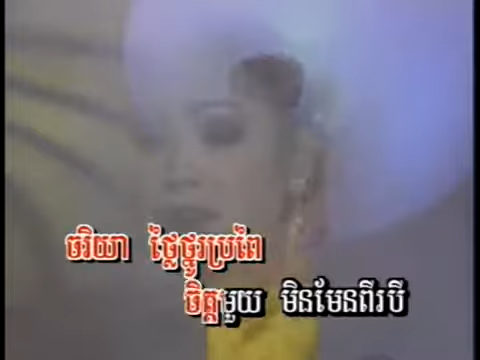 ចរិយា ថ្លៃថ្នូរប្រពៃ
ចិត្តមួយ មិនមែនពីរបី